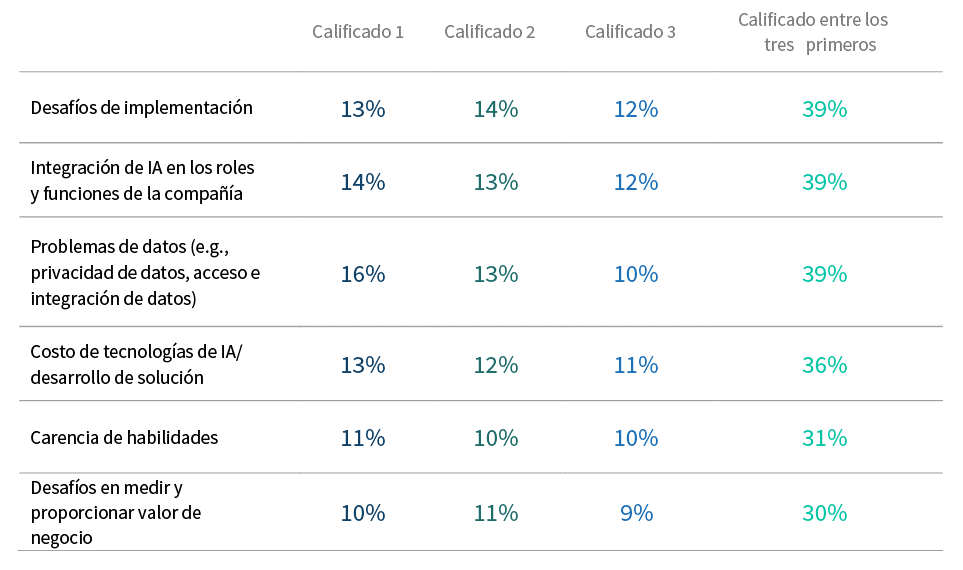 Calificado 1 Calificado 2 Calificado 3 Calificado entre los
tres primeros
Desafíos de implementación 13% 14% 12% 39%
Integración de IA en los roles
y funciones de la compañía 14% 13% 12% 39%
Problemas de datos (e.g.,
privacidad de datos, acceso e 16% 13% 10% 39%
integración de datos)
Costo de tecnologías de IA/
desarrollo de solución 13% 12% 11% 36%
Carencia de habilidades 11% 10% 10% 31%
Desafíos en medir y
proporcionar valor de 10% 11% 9% 30%
negocio